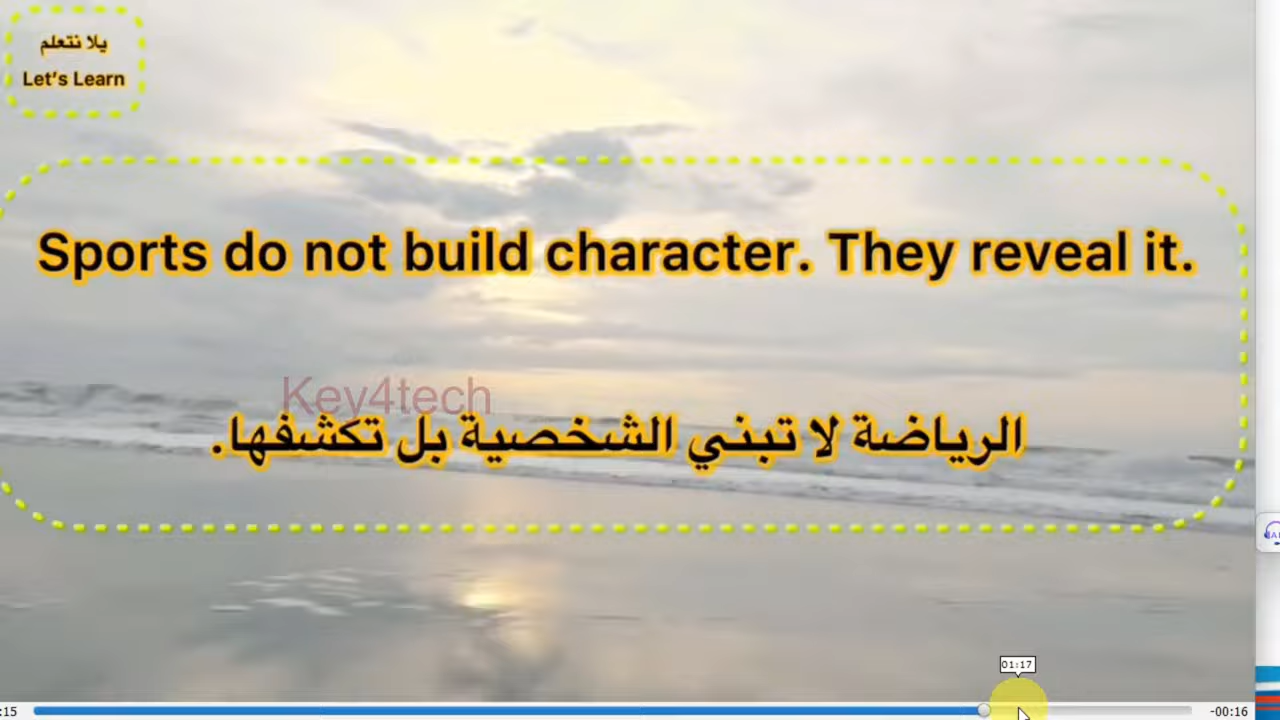 يلا نتعلم
Let's Learn
Sports do not build character. They reveal it.
Key4tech
الرياضة لا تبني الشخصية بل تكشفها.
01:17
:15
-00:16